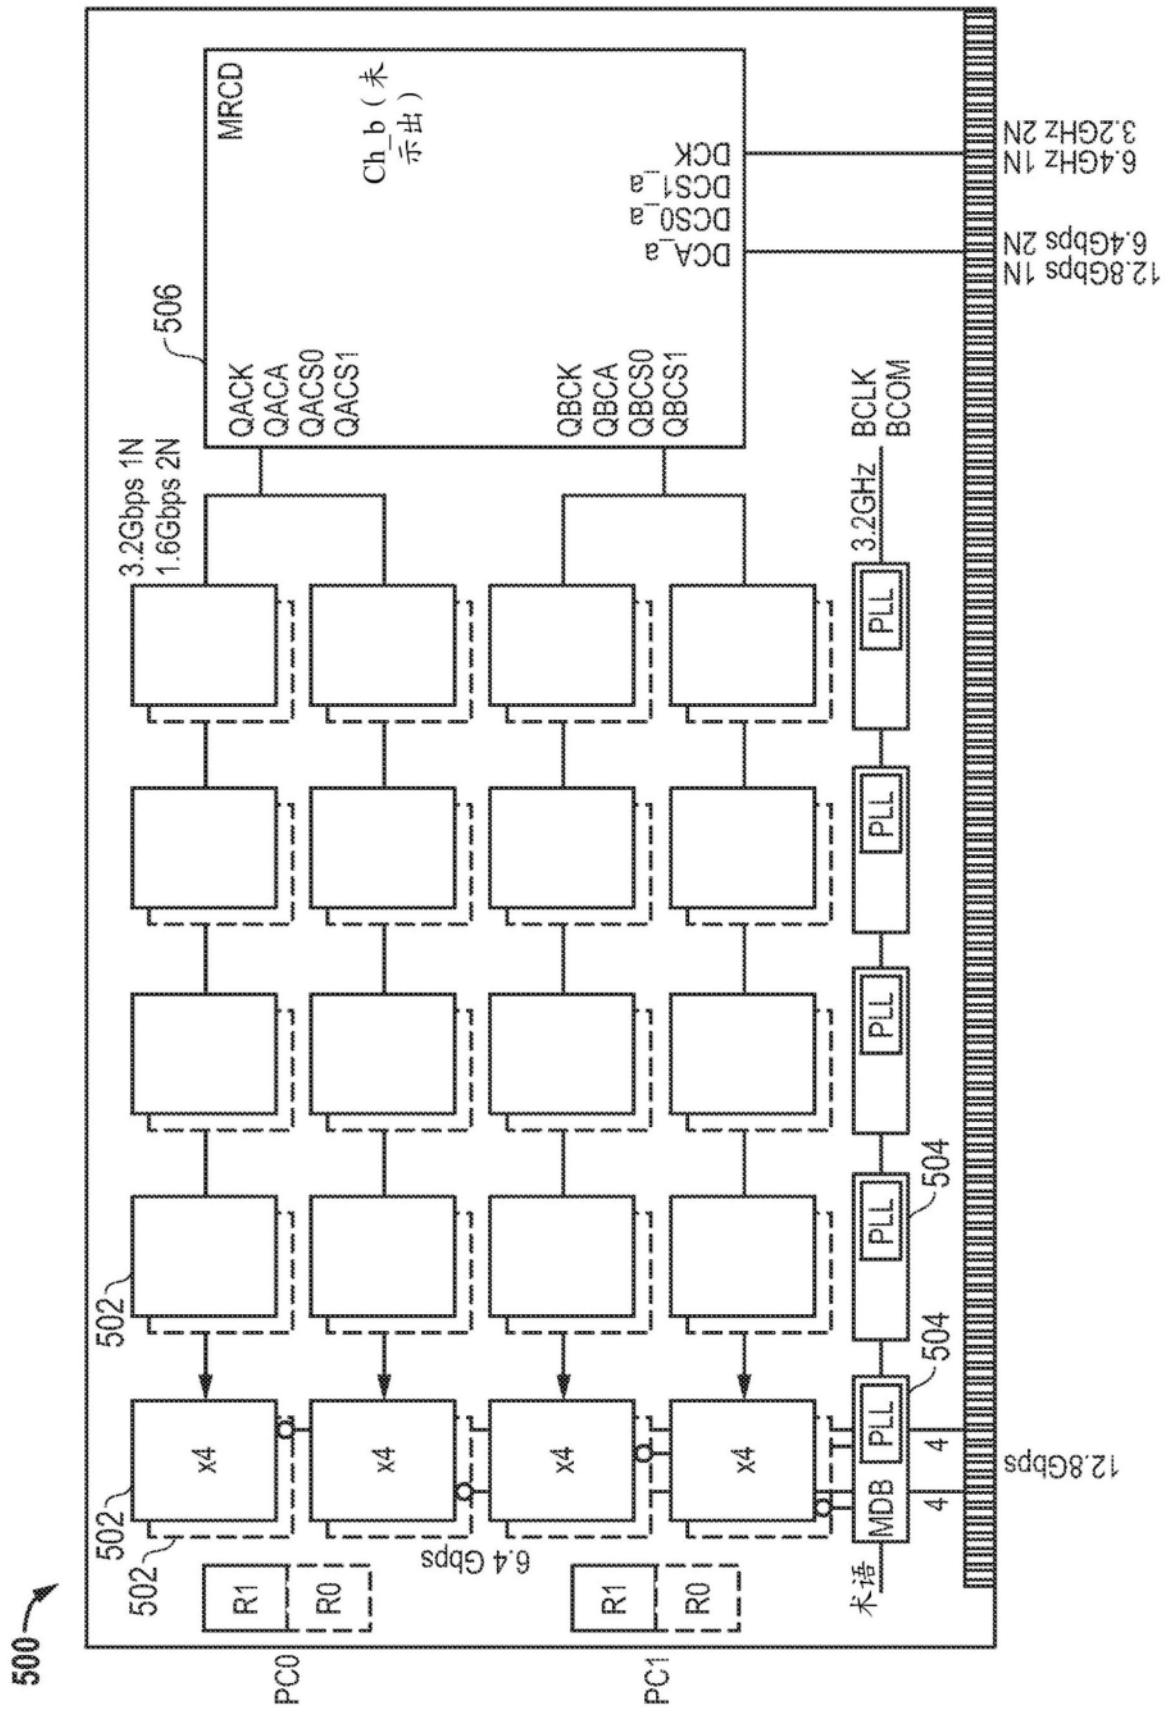 500
PC0
PC1
R1
R0
R1
R0
502
502
502
x4
x4
x4
x4
6.4 Gbps
3.2Gbps 1N
1.6Gbps 2N
506
MRCD
Ch_b（未
示出）
QACK
QACA
QACS0
QACS1
QBCK
QBCA
QBCS0
QBCS1
DCA_a
DCS0_a
DCS1_a
DCK
术语
MDB
PLL
PLL
PLL
PLL
PLL
504
504
3.2GHz
BCLK
BCOM
4
4
12.8Gbps
12.8Gbps 1N
6.4Gbps 2N
6.4GHz 1N
3.2GHz 2N